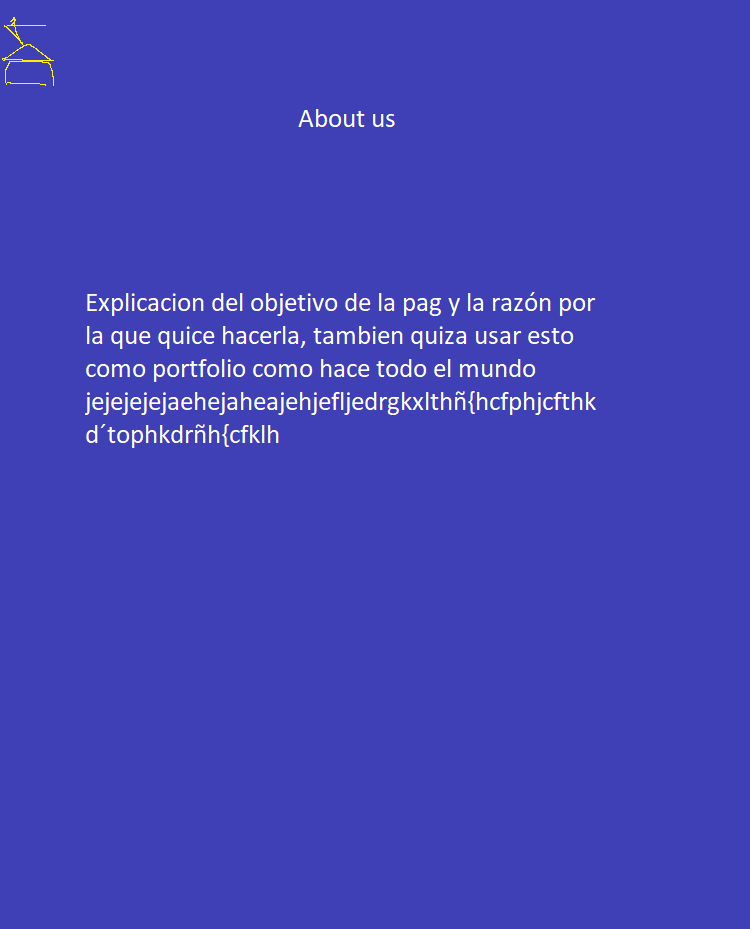 About us
Explicacion del objetivo de la pag y la razón por
la que quice hacerla, tambien quiza usar esto
como portfolio como hace todo el mundo
jejejejejaehejaheajehjefljedrgkxlthñ{hcfphjcfthk
d´tophkdrñh{cfklh